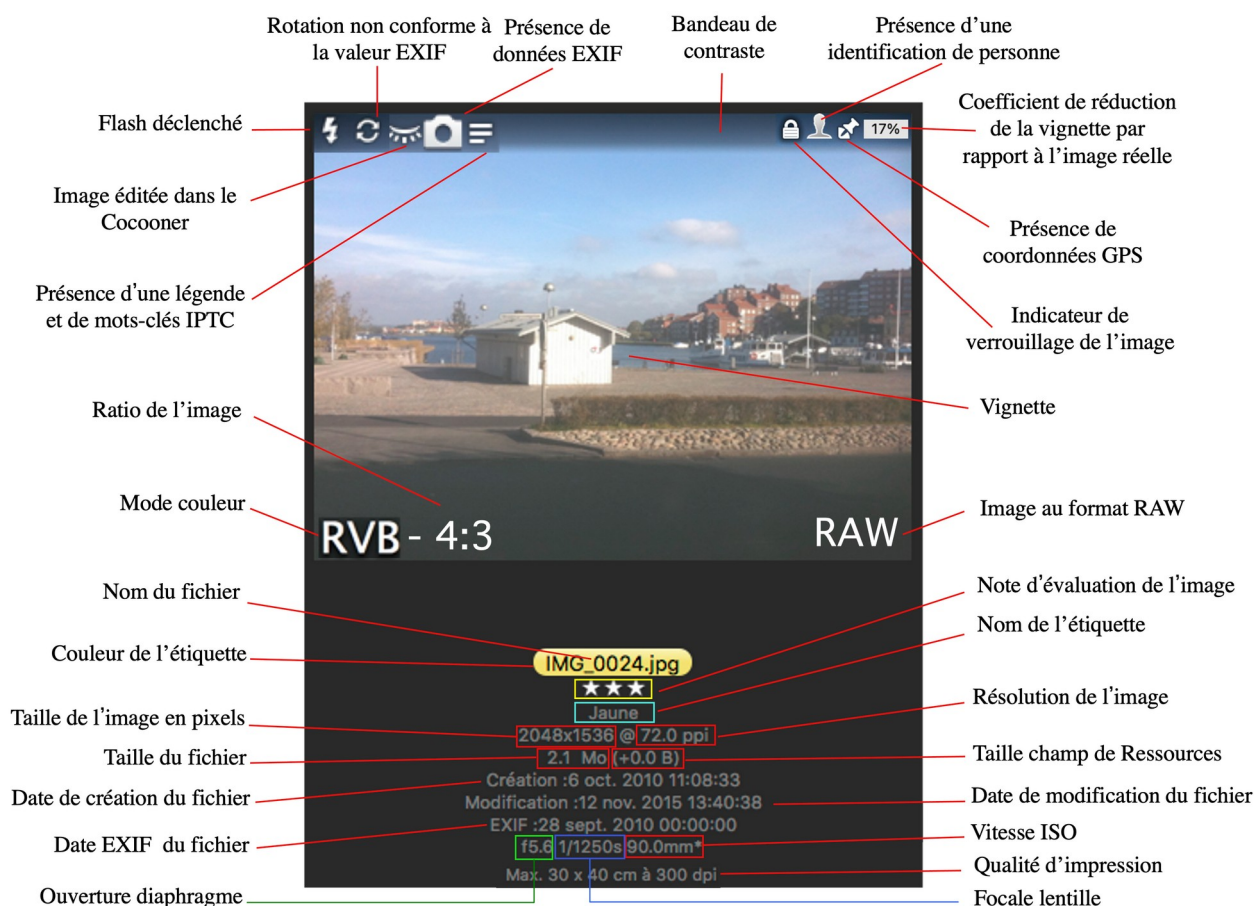 Rotation non conforme à
la valeur EXIF
Présence de
données EXIF
Bandeau de
contraste
Présence d'une
identification de personne
Flash déclenché
Coefficient de réduction
de la vignette par
rapport à l'image réelle
17%
Image éditée dans le
Cocooner
Présence de
coordonnées GPS
Présence d'une légende
et de mots-clés IPTC
Indicateur de
verrouillage de l'image
Ratio de l'image
Vignette
Mode couleur
Image au format RAW
RVB - 4:3
RAW
Nom du fichier
Note d'évaluation de l'image
Nom de l'étiquette
Couleur de l'étiquette
IMG_0024.jpg
★★★
Jaune
Résolution de l'image
Taille de l'image en pixels
2048x1536 @ 72.0 ppi
Taille du fichier
2.1 Mo (+0.0 B)
Taille champ de Ressources
Création :6 oct. 2010 11:08:33
Date de création du fichier
Modification :12 nov. 2015 13:40:38
Date de modification du fichier
EXIF :28 sept. 2010 00:00:00
Date EXIF du fichier
f5.6 1/1250s 90.0mm*
Vitesse ISO
Max. 30 x 40 cm à 300 dpi
Qualité d'impression
Ouverture diaphragme
Focale lentille